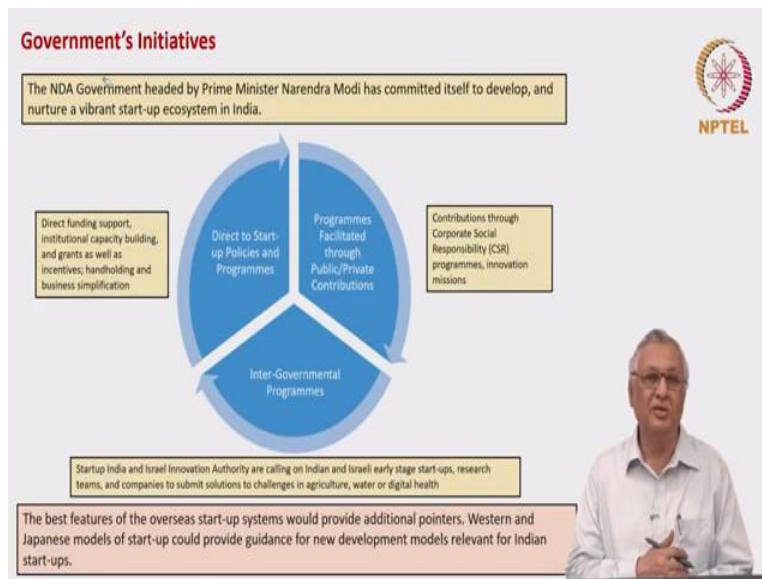 Government's Initiatives
The NDA Government headed by Prime Minister Narendra Modi has committed itself to develop, and
nurture a vibrant start-up ecosystem in India.
NPTEL
Direct funding support,
institutional capacity building,
and grants as well as
incentives; handholding and
business simplification
Direct to Start-
up Policies and
Programmes
Programmes
Facilitated
through
Public/Private
Contributions
Contributions through
Corporate Social
Responsibility (CSR)
programmes, innovation
missions
Inter-Governmental
Programmes
Startup India and Israel Innovation Authority are calling on Indian and Israeli early stage start-ups, research
teams, and companies to submit solutions to challenges in agriculture, water or digital health
The best features of the overseas start-up systems would provide additional pointers. Western and
Japanese models of start-up could provide guidance for new development models relevant for Indian
start-ups.